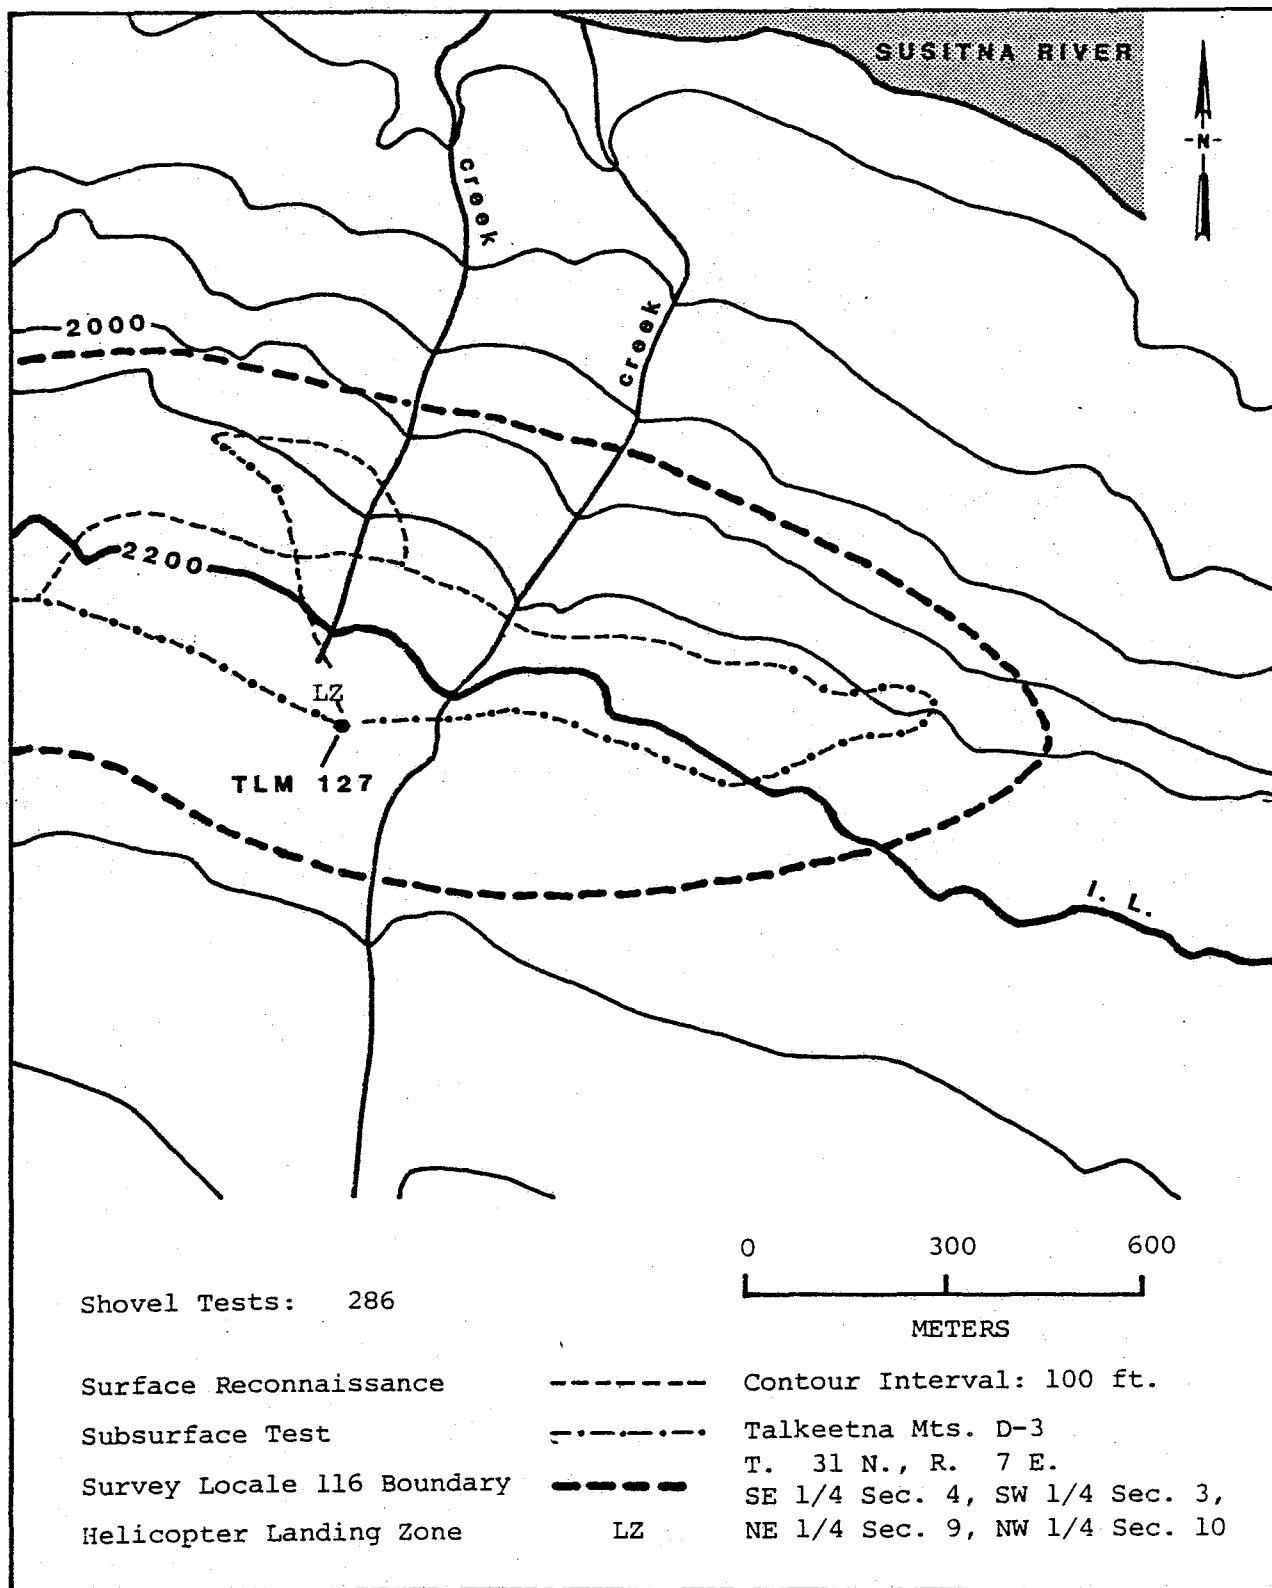 SUSITNA RIVER
-N-
creek
creek
2000
2200
LZ
TLM 127
I. L.
0 300 600
METERS
Shovel Tests: 286
Surface Reconnaissance
Subsurface Test
Survey Locale 116 Boundary
Helicopter Landing Zone LZ
Contour Interval: 100 ft.
Talkeetna Mts. D-3
T. 31 N., R. 7 E.
SE 1/4 Sec. 4, SW 1/4 Sec. 3,
NE 1/4 Sec. 9, NW 1/4 Sec. 10